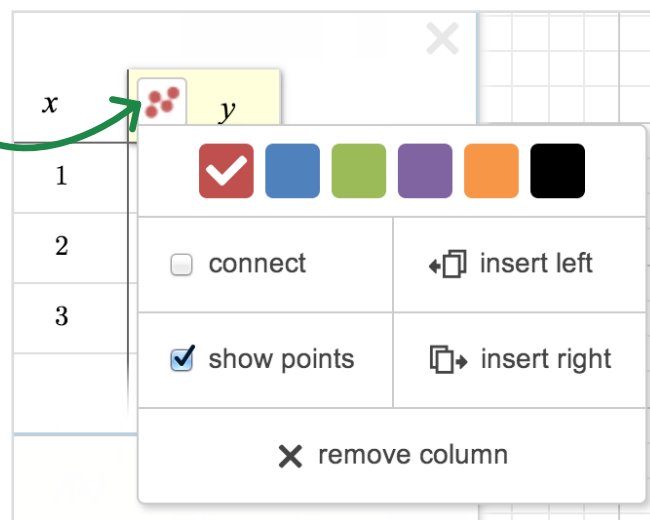 x y
1
2
3
connect insert left
show points insert right
remove column